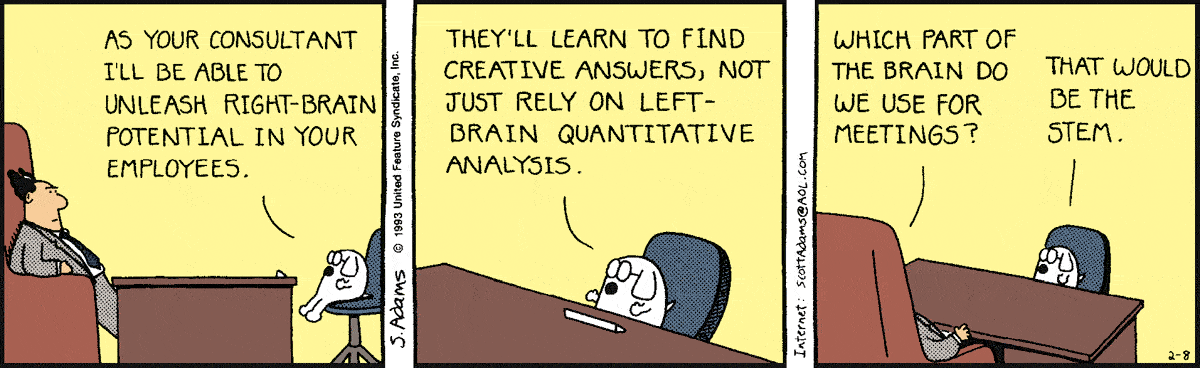 AS YOUR CONSULTANT
I'LL BE ABLE TO
UNLEASH RIGHT-BRAIN
POTENTIAL IN YOUR
EMPLOYEES.
S. Adams © 1993 United Feature Syndicate, Inc.
THEY'LL LEARN TO FIND
CREATIVE ANSWERS, NOT
JUST RELY ON LEFT-
BRAIN QUANTITATIVE
ANALYSIS.
Internet: SCOTTADAMS@AOL.COM
WHICH PART OF
THE BRAIN DO
WE USE FOR
MEETINGS?
THAT WOULD
BE THE
STEM.
2-8